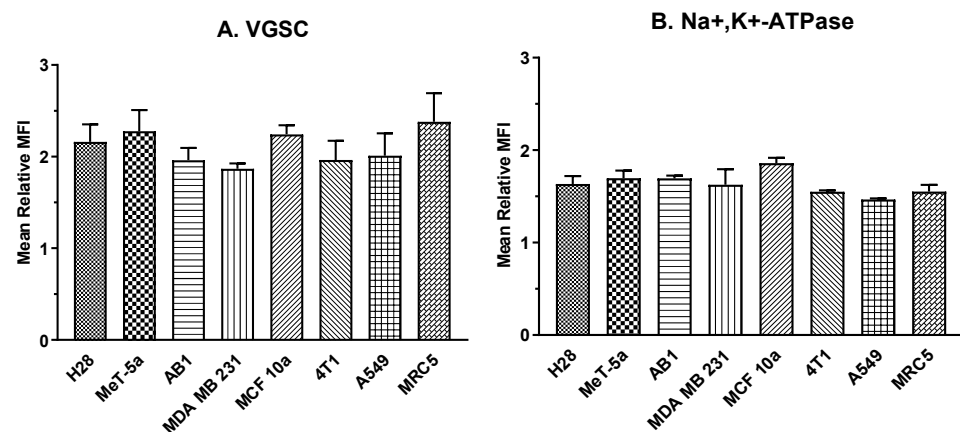 A. VGSC
Mean Relative MFI
3
2
1
0
H28
MeT-5a
AB1
MDA MB 231
MCF 10a
4T1
A549
MRC5
B. Na+,K+-ATPase
Mean Relative MFI
3
2
1
0
H28
MeT-5a
AB1
MDA MB 231
MCF 10a
4T1
A549
MRC5